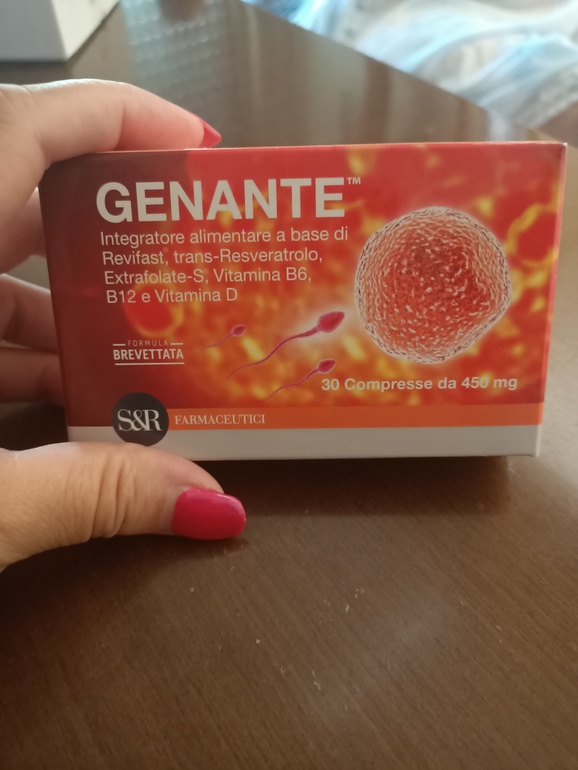 GENANTE™
Integratore alimentare a base di
Revifast, trans-Resveratrolo,
Extrafolate-S, Vitamina B6,
B12 e Vitamina D
FORMULA
BREVETTATA
30 Compresse da 450 mg
S&R FARMACEUTICI